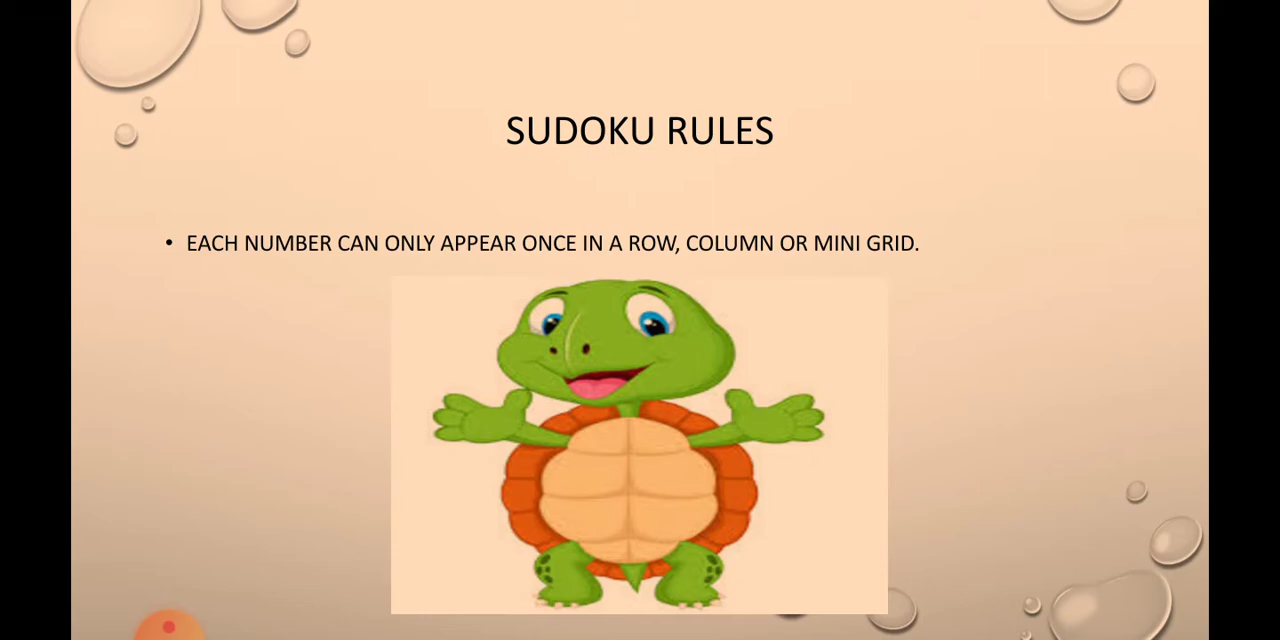 SUDOKU RULES
• EACH NUMBER CAN ONLY APPEAR ONCE IN A ROW, COLUMN OR MINI GRID.